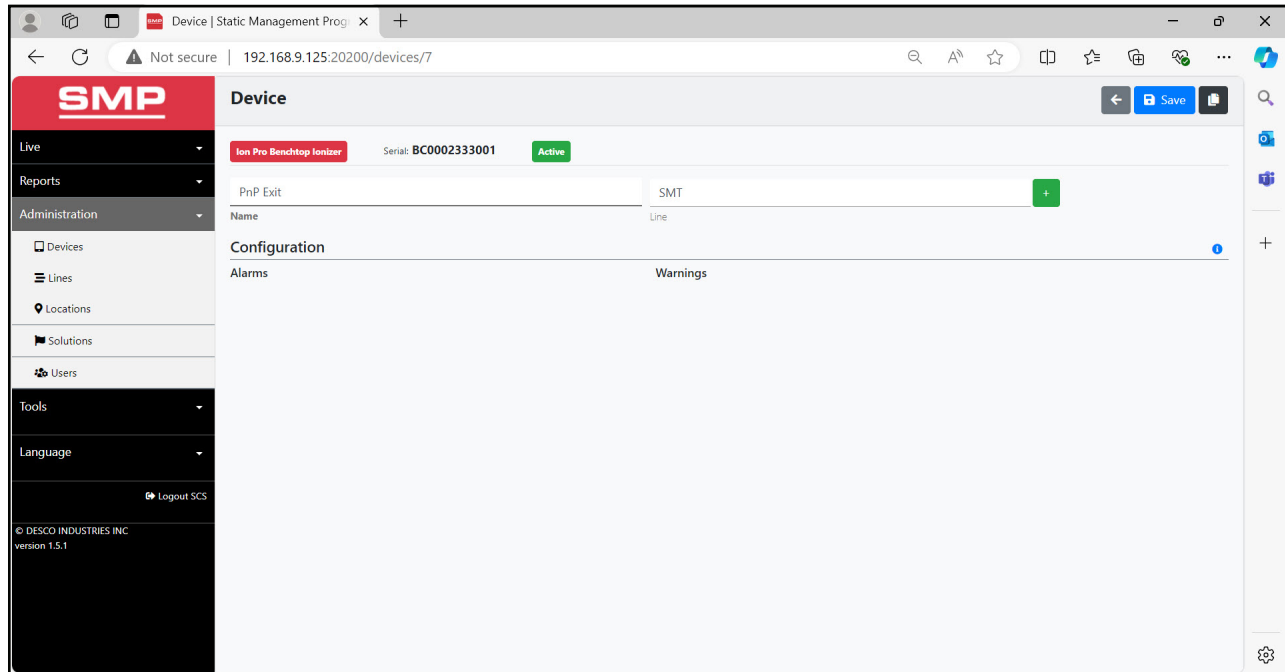 Device | Static Management Prog
Not secure | 192.168.9.125:20200/devices/7
SMP
Live
Reports
Administration
Devices
Lines
Locations
Solutions
Users
Tools
Language
Logout SCS
© DESCO INDUSTRIES INC
version 1.5.1
Device
Save
Ion Pro Benchtop Ionizer Serial: BC0002333001 Active
PnP Exit SMT +
Name Line
Configuration
Alarms Warnings